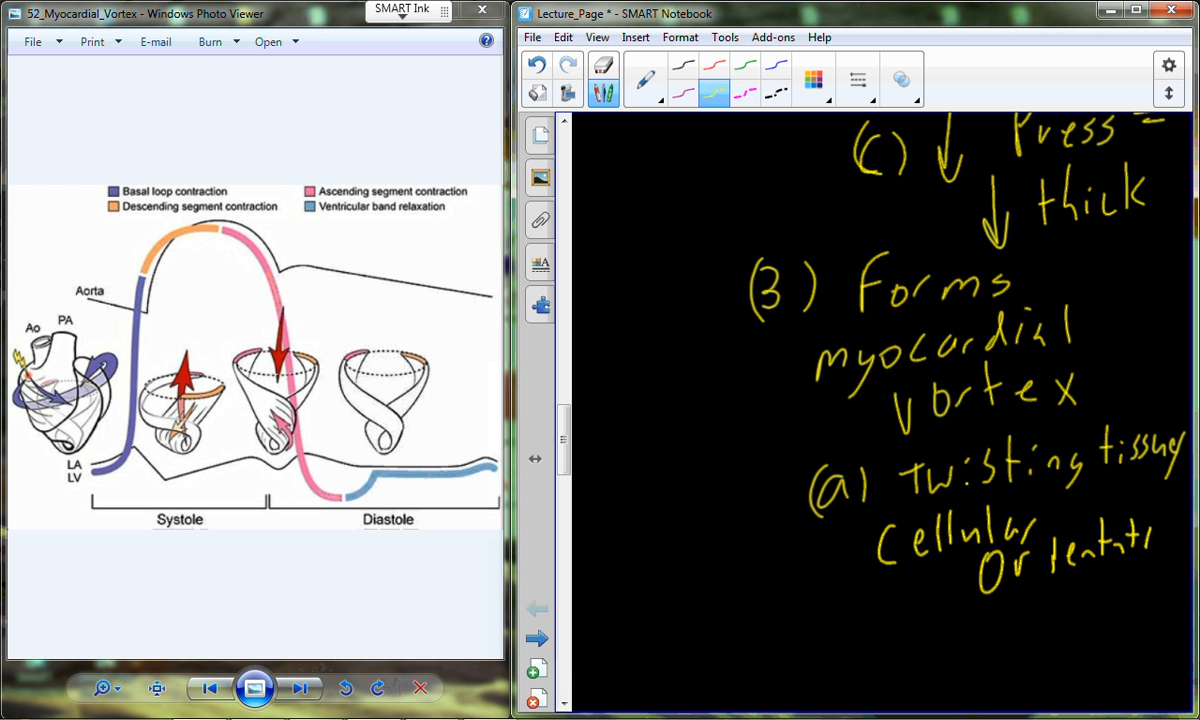 52_Myocardial_Vortex - Windows Photo Viewer
SMART Ink
File Print E-mail Burn Open
Basal loop contraction
Ascending segment contraction
Descending segment contraction
Ventricular band relaxation
Aorta
Ao PA
LA
LV
Systole
Diastole
Lecture_Page * - SMART Notebook
File Edit View Insert Format Tools Add-ons Help
(C) ↓ Press =
↓ thick
(3) Forms
myocardial
Vortex
(a) Twisting tissue
Cellular